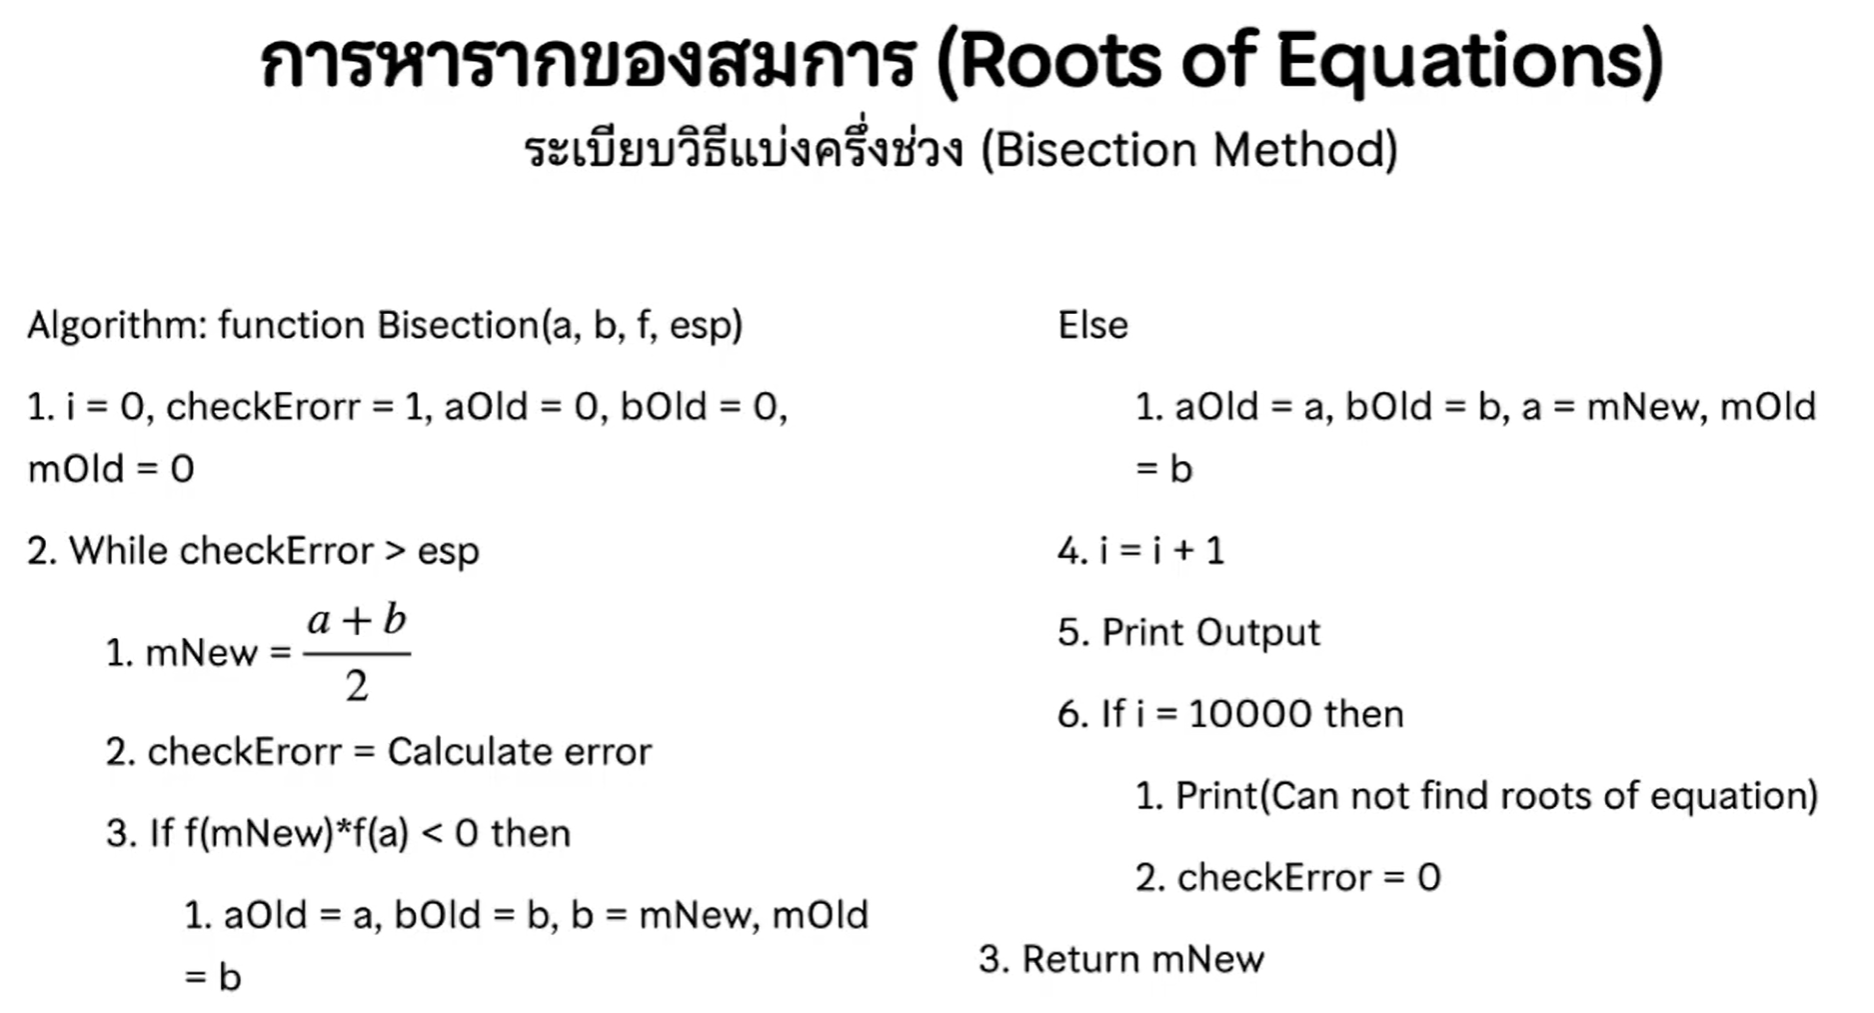 การหารากของสมการ (Roots of Equations)
ระเบียบวิธีแบ่งครึ่งช่วง (Bisection Method)
Algorithm: function Bisection(a, b, f, esp)
1. i = 0, checkErorr = 1, aOld = 0, bOld = 0,
mOld = 0
2. While checkError > esp
1. mNew = \frac{a + b}{2}
2. checkErorr = Calculate error
3. If f(mNew)*f(a) < 0 then
1. aOld = a, bOld = b, b = mNew, mOld
= b
Else
1. aOld = a, bOld = b, a = mNew, mOld
= b
4. i = i + 1
5. Print Output
6. If i = 10000 then
1. Print(Can not find roots of equation)
2. checkError = 0
3. Return mNew